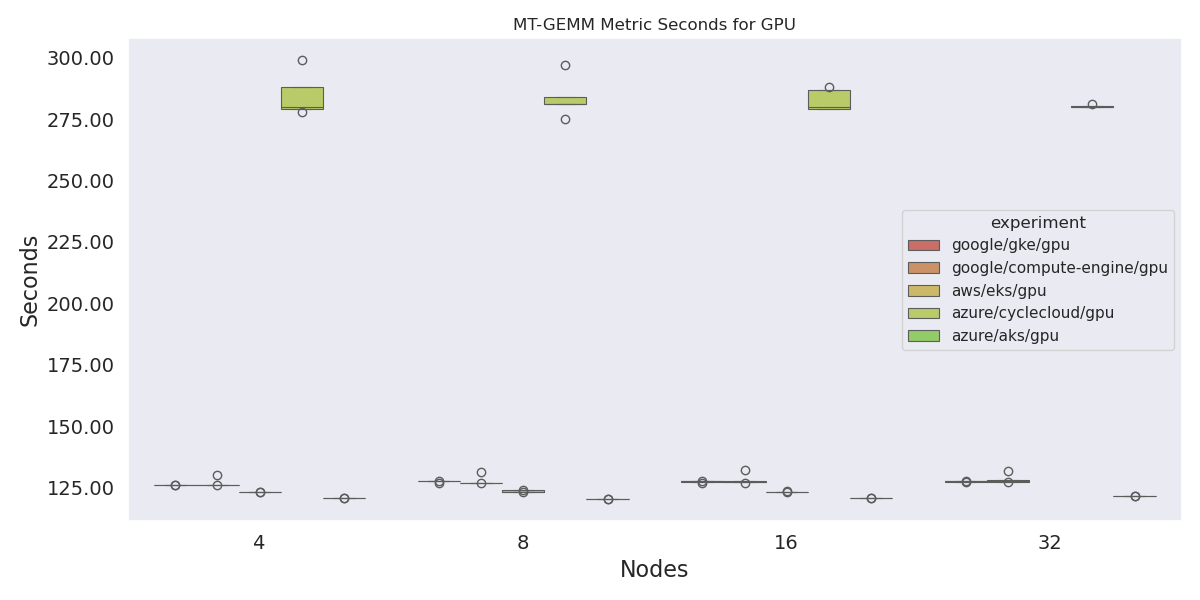 MT-GEMM Metric Seconds for GPU
300.00
275.00
250.00
225.00
200.00
175.00
150.00
125.00
Seconds
experiment
google/gke/gpu
google/compute-engine/gpu
aws/eks/gpu
azure/cyclecloud/gpu
azure/aks/gpu
4 8 16 32
Nodes